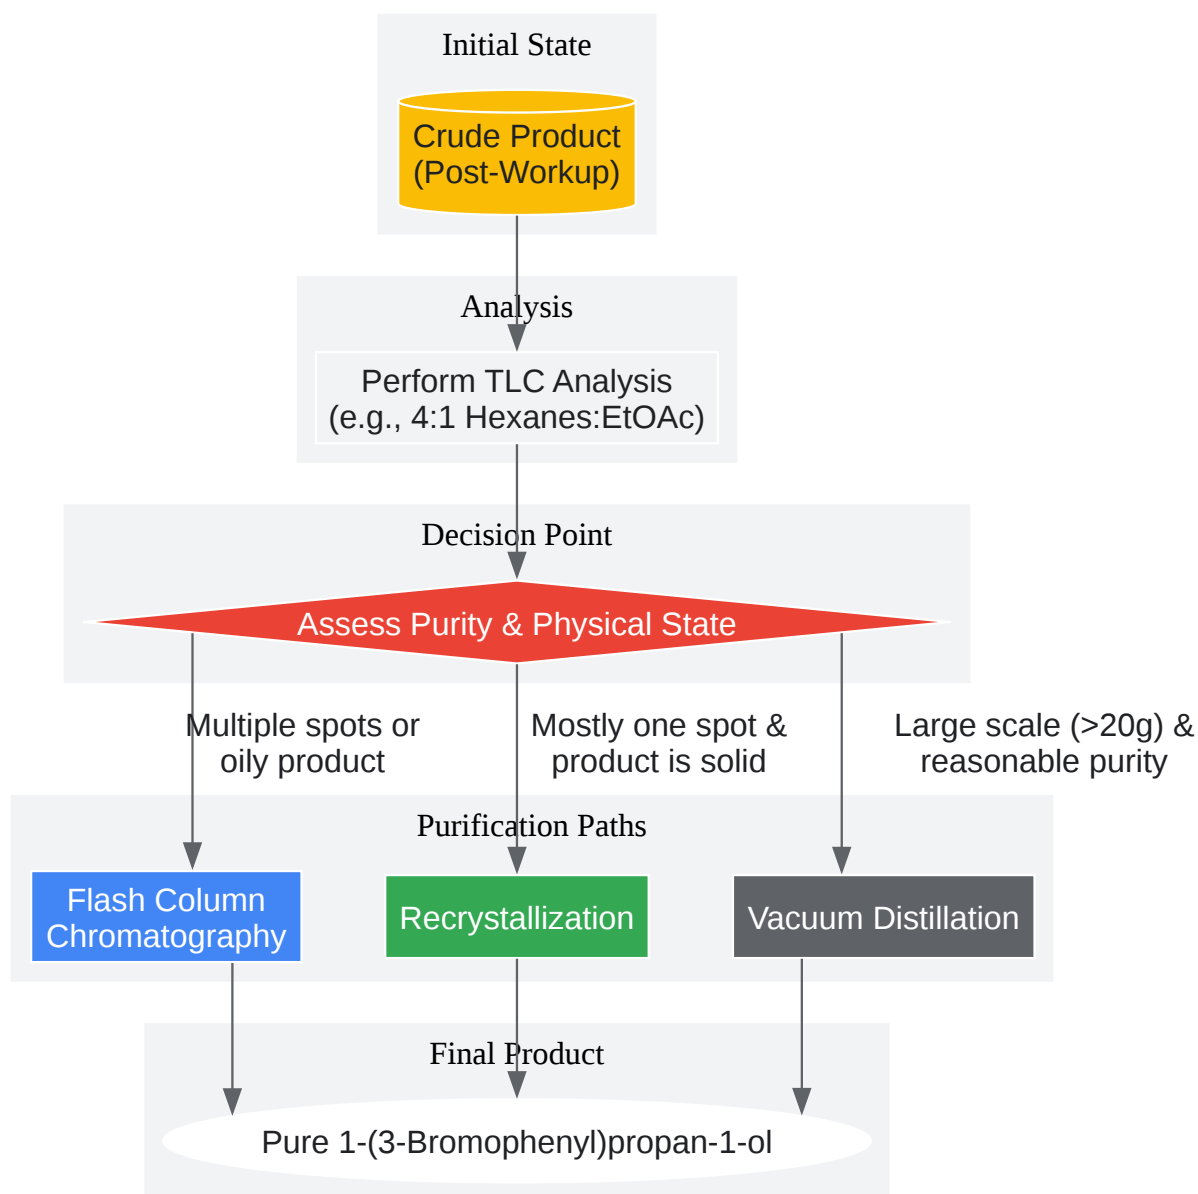 Initial State
Crude Product
(Post-Workup)
Analysis
Perform TLC Analysis
(e.g., 4:1 Hexanes:EtOAc)
Decision Point
Assess Purity & Physical State
Multiple spots or
oily product
Mostly one spot &
product is solid
Large scale (>20g) &
reasonable purity
Purification Paths
Flash Column
Chromatography
Recrystallization
Vacuum Distillation
Final Product
Pure 1-(3-Bromophenyl)propan-1-ol